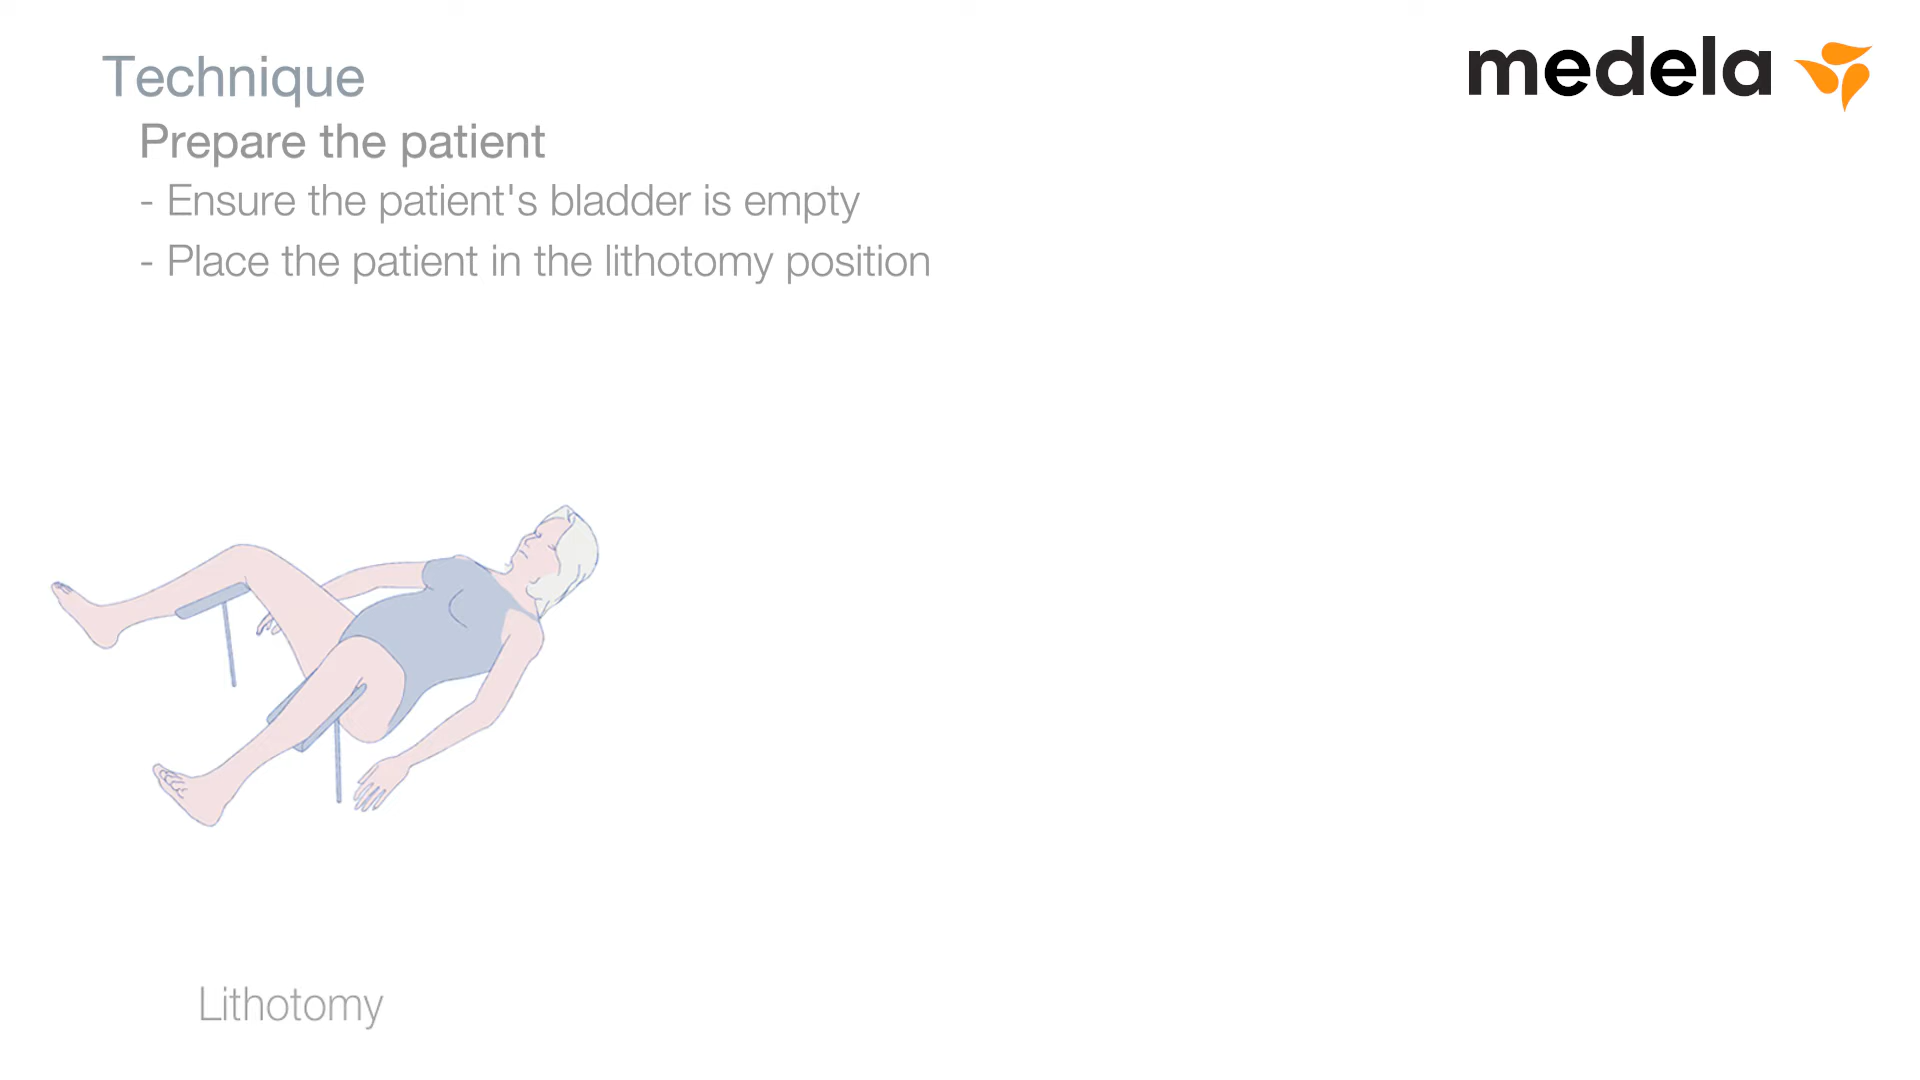 Technique
medela
Prepare the patient
- Ensure the patient's bladder is empty
- Place the patient in the lithotomy position
Lithotomy